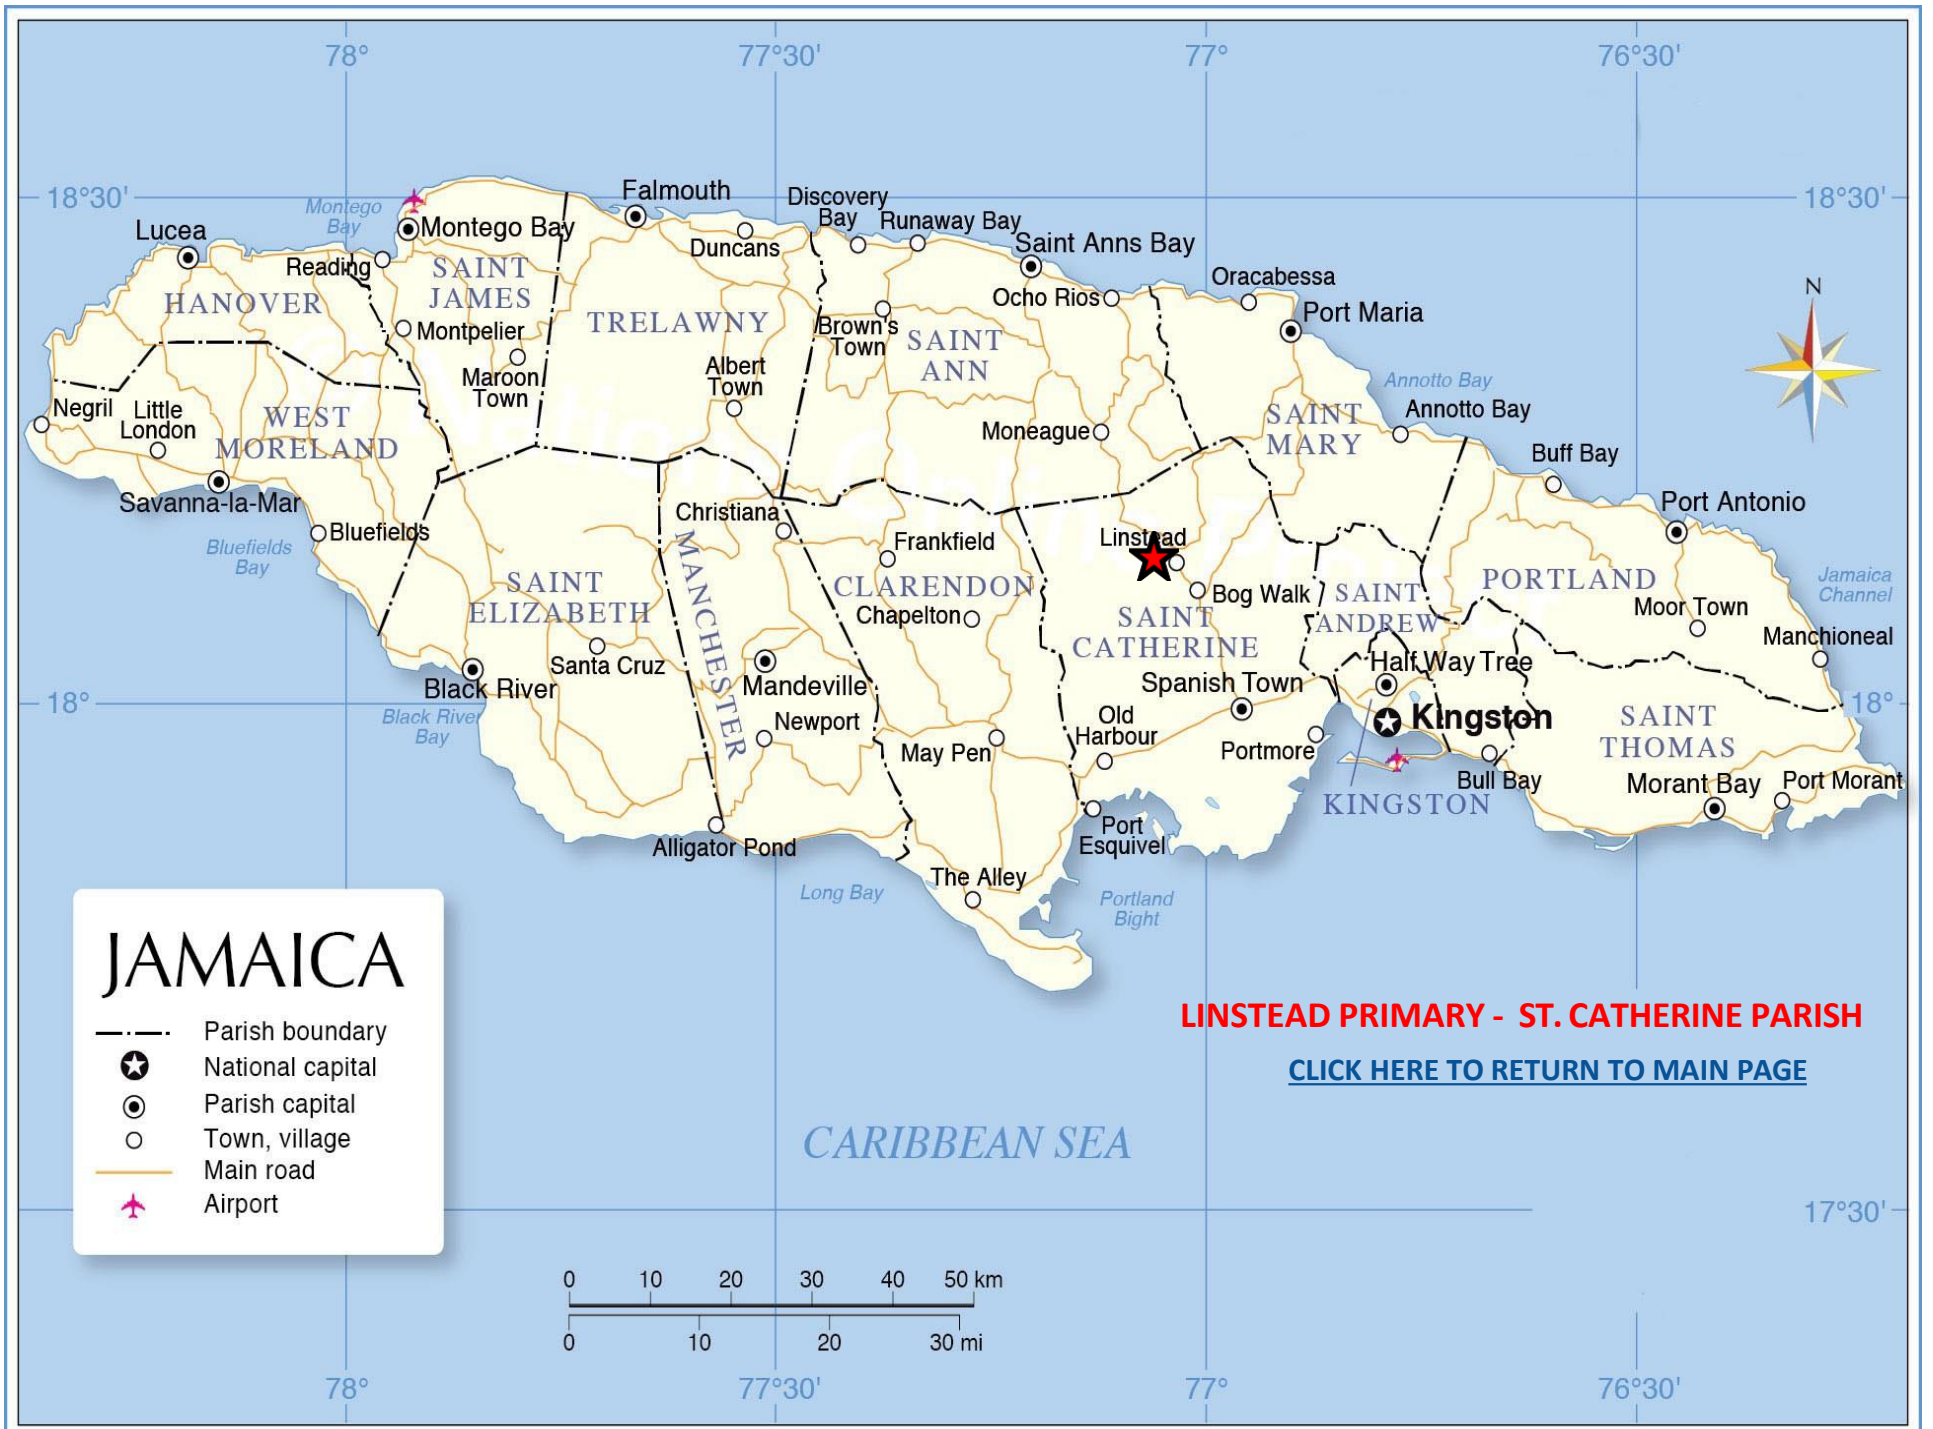 78°
77°30'
77°
76°30'
18°30'
18°30'
Montego
Bay
Lucea
Montego Bay
Falmouth
Discovery
Bay
Runaway Bay
Duncans
Saint Anns Bay
Reading
SAINT
JAMES
HANOVER
Montpelier
Maroon
Town
TRELAWNY
Albert
Town
Brown's
Town
SAINT
ANN
Ocho Rios
Oracabessa
Port Maria
N
Negril
Little
London
WEST
MORELAND
Moneague
SAINT
MARY
Annotto Bay
Annotto Bay
Buff Bay
Savanna-la-Mar
Bluefields
Bluefields
Bay
Christiana
Frankfield
Linstead
Port Antonio
SAINT
ELIZABETH
MANCHESTER
CLARENDON
Chapelton
Bog Walk
SAINT
CATHERINE
SAINT
ANDREW
PORTLAND
Moor Town
Jamaica
Channel
Manchioneal
Santa Cruz
Black River
Mandeville
Spanish Town
Half Way Tree
18°
18°
Black River
Bay
Newport
May Pen
Old
Harbour
Portmore
Kingston
SAINT
THOMAS
Bull Bay
Morant Bay
Port Morant
KINGSTON
Alligator Pond
Port
Esquivel
The Alley
Long Bay
Portland
Bight
JAMAICA
Parish boundary
National capital
Parish capital
Town, village
Main road
Airport
LINSTEAD PRIMARY - ST. CATHERINE PARISH
CLICK HERE TO RETURN TO MAIN PAGE
CARIBBEAN SEA
17°30'
0 10 20 30 40 50 km
0 10 20 30 mi
78°
77°30'
77°
76°30'